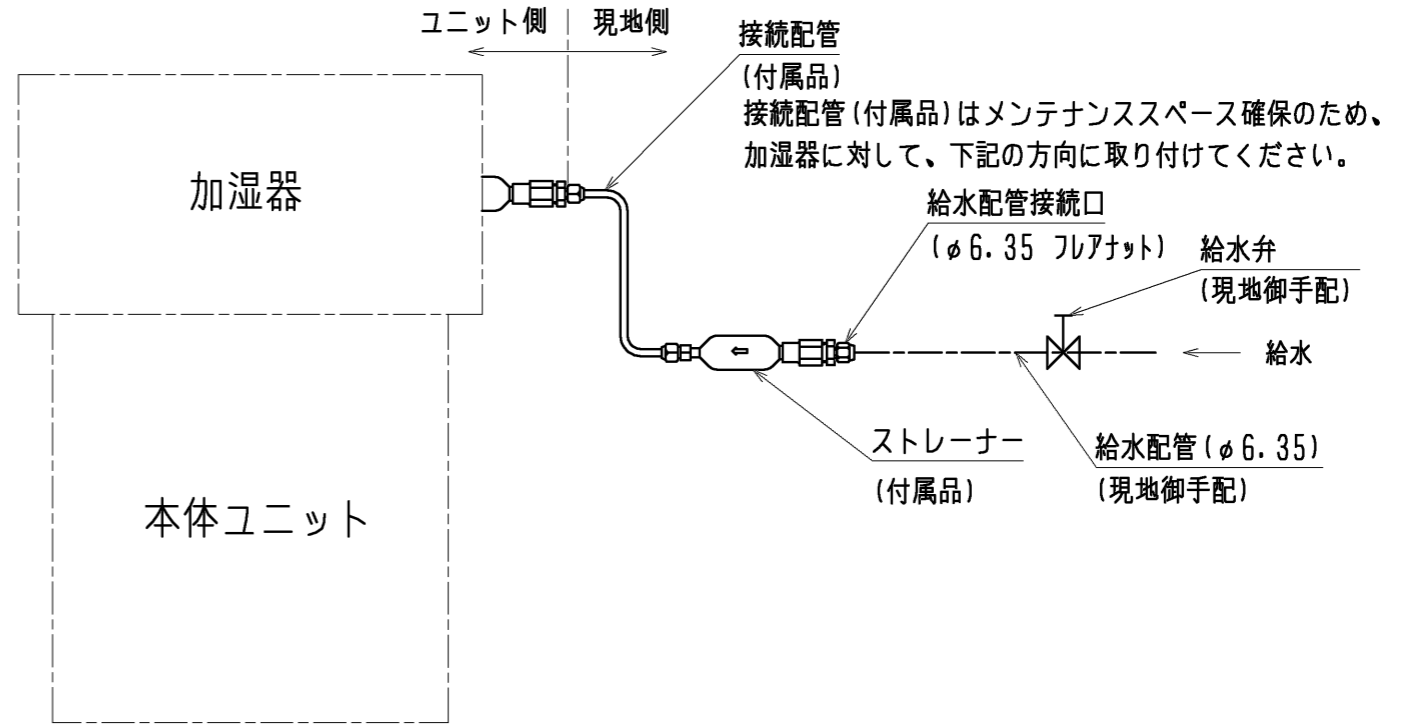 ユニット側
現地側
接続配管
(付属品)
接続配管(付属品)はメンテナンススペース確保のため、
加湿器に対して、下記の方向に取り付けてください。
加湿器
給水配管接続口
(φ6.35 フレアナット)
給水弁
(現地御手配)
給水
ストレーナー
(付属品)
給水配管(φ6.35)
(現地御手配)
本体ユニット